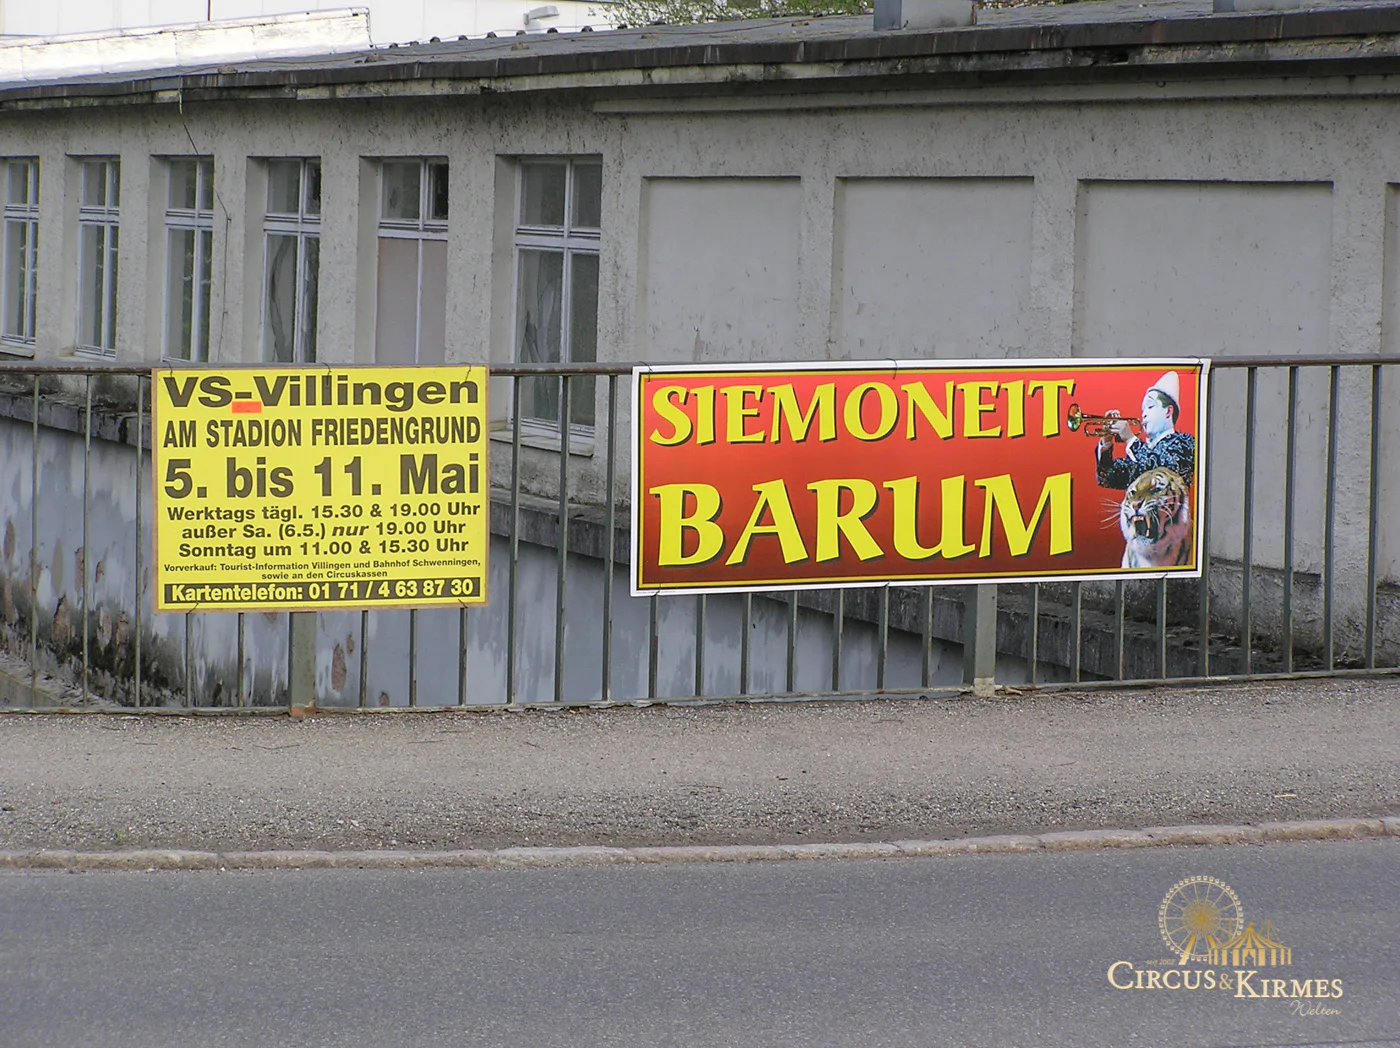 VS-Villingen
AM STADION FRIEDENGRUND
5. bis 11. Mai
Werktags tägl. 15.30 & 19.00 Uhr
außer Sa. (6.5.) nur 19.00 Uhr
Sonntag um 11.00 & 15.30 Uhr
Vorverkauf: Tourist-Information Villingen und Bahnhof Schwenningen,
sowie an den Circuskassen
Kartentelefon: 01 71 / 4 63 87 30
SIEMONEIT
BARUM
seit 2002
CIRCUS & KIRMES
Welten